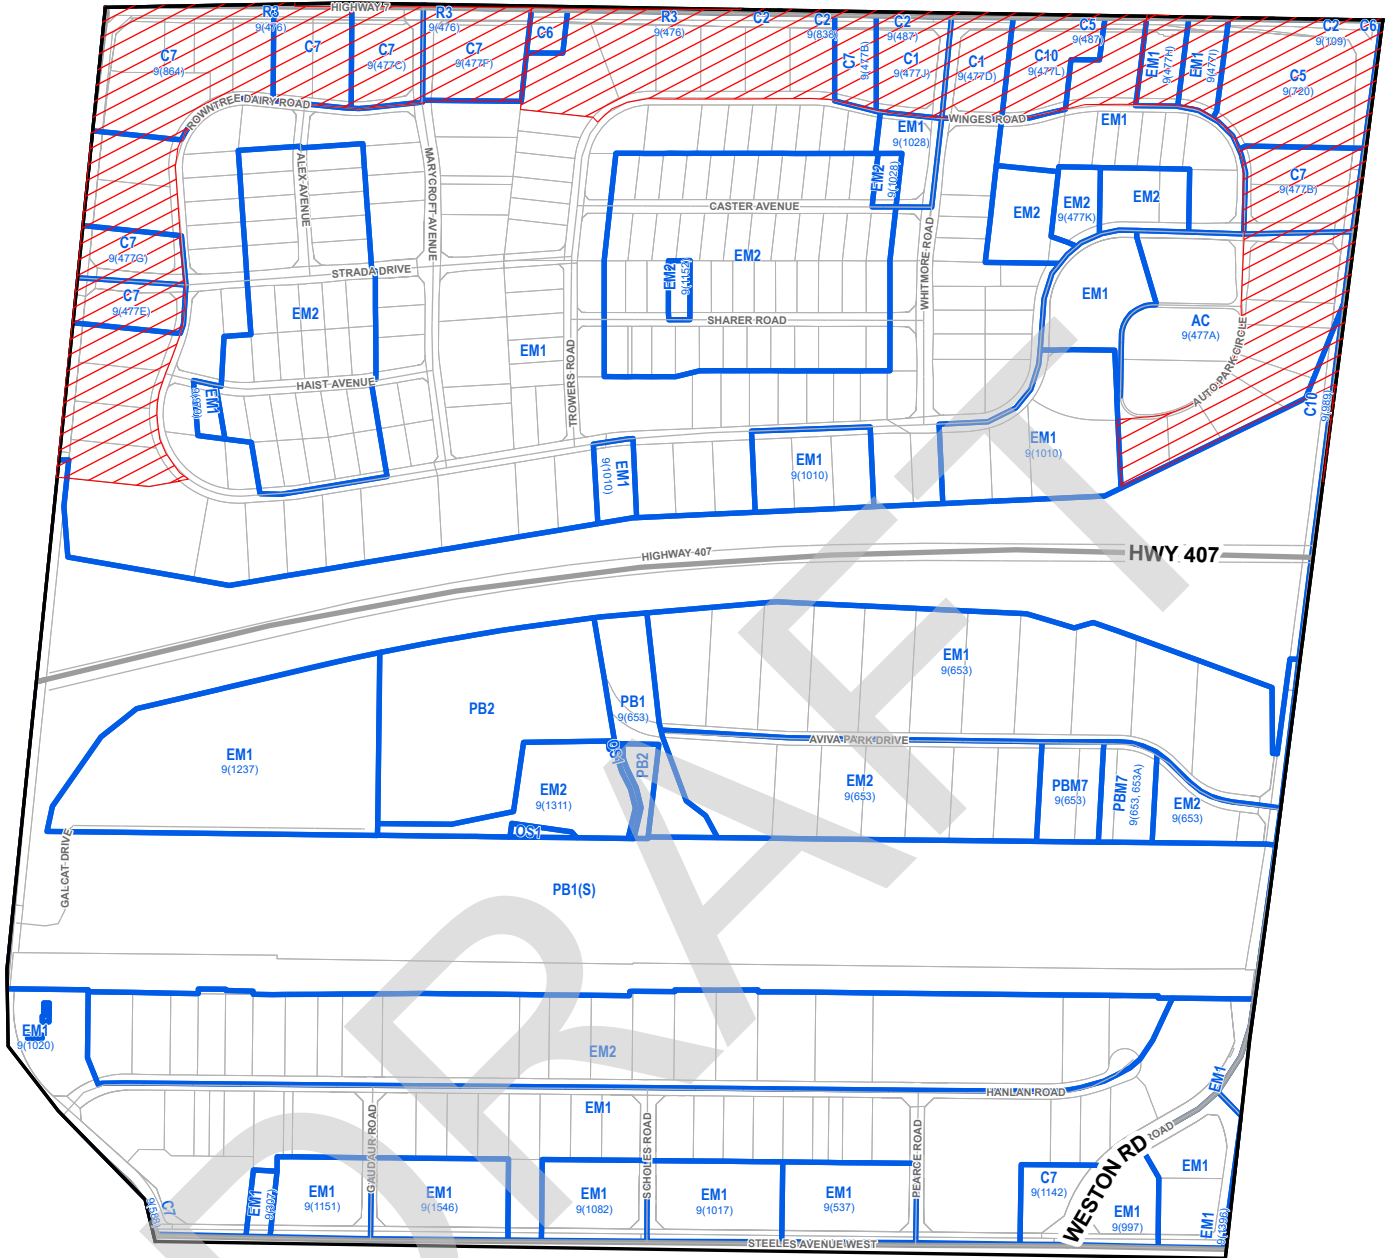 HIGHWAY 7
R3
9(476)
C7
9(864)
C7
C7
9(477C)
R3
9(476)
C7
9(477F)
C6
R3
9(476)
C2
C2
9(838)
C7
9(477B)
C2
9(487)
C1
9(477J)
C1
9(477D)
C10
9(477L)
C5
9(487)
EM1
9(477H)
EM1
9(477I)
C2
9(109)
C6
C5
9(720)
ROWNTREE DAIRY ROAD
WINGES ROAD
EM1
9(1028)
EM1
ALEX AVENUE
MARYCROFT AVENUE
EM2
9(1028)
C7
9(477B)
CASTER AVENUE
EM2
EM2
9(477K)
EM2
C7
9(477G)
STRADA DRIVE
EM2
EM2
9(1152)
WHITMORE ROAD
C7
9(477E)
EM2
EM1
SHARER ROAD
AC
9(477A)
EM1
TROWERS ROAD
AUTO PARK CIRCLE
HAIST AVENUE
EM1
C10
9(989)
EM1
9(1010)
EM1
9(1010)
EM1
9(1010)
HIGHWAY 407
HWY 407
EM1
9(653)
PB2
PB1
9(653)
EM1
9(1237)
AVIVA PARK DRIVE
OS1
PB2
EM2
9(1311)
EM2
9(653)
PBM7
9(653)
PBM7
9(653, 653A)
EM2
9(653)
OS1
GALCAT DRIVE
PB1(S)
EM1
9(1020)
EM2
HANLAN ROAD
EM1
EM1
GAUDAUR ROAD
SCHOLES ROAD
PEARCE ROAD
ROAD
WESTON RD
EM1
C7
EM1
9(307)
EM1
9(1151)
EM1
9(1546)
EM1
9(1082)
EM1
9(1017)
EM1
9(537)
C7
9(1142)
EM1
9(997)
EM1
9(1396)
STEELES AVENUE WEST
DRAFT